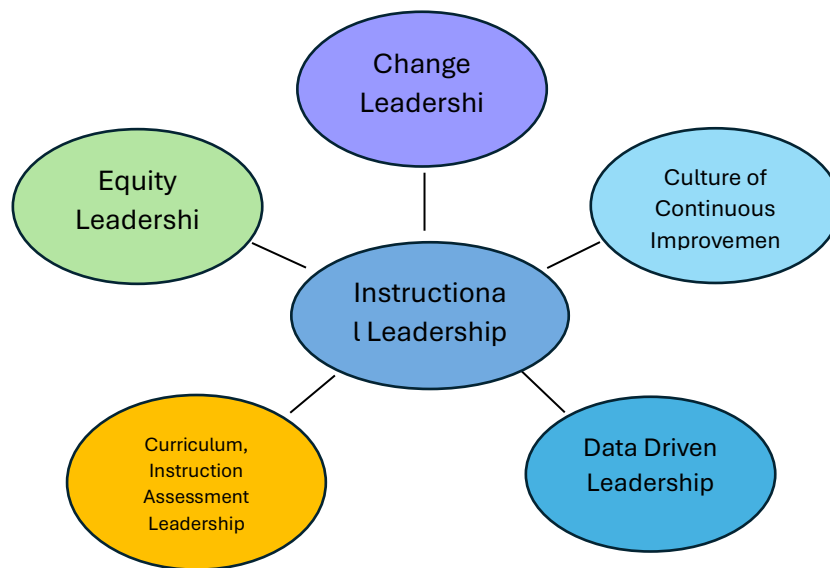 Change
Leadershi
Equity
Leadershi
Culture of
Continuous
Improvemen
Instructiona
l Leadership
Curriculum,
Instruction
Assessment
Leadership
Data Driven
Leadership